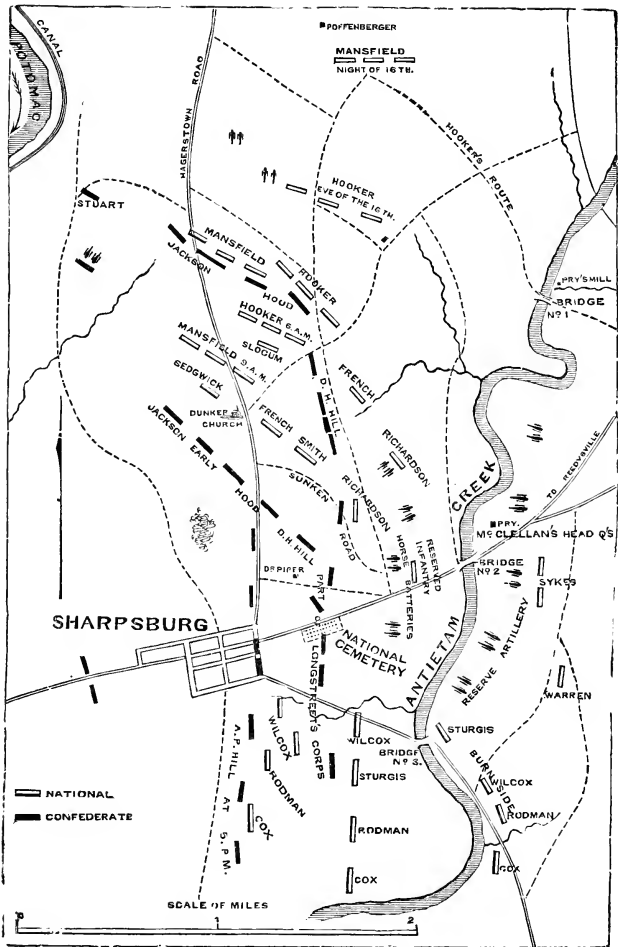 CANAL
POTOMAC
HAGERSTOWN ROAD
POFFENBERGER
MANSFIELD
NIGHT OF 16TH.
HOOKER'S ROUTE
HOOKER
EVE OF THE 16TH.
STUART
MANSFIELD
JACKSON
HOOKER
HOOD
PRY'S MILL
BRIDGE
No 1
HOOKER 6 A.M.
SLOCUM
MANSFIELD 9 A.M.
GEDGWICK
DUNKER
CHURCH
D. H. HILL
FRENCH
FRENCH
SMITH
RICHARDSON
JACKSON
EARLY
HOOD
D.H. HILL
SUNKEN
ROAD
RICHARDSON
CREEK
TO KEEDYSVILLE
PRY.
McCLELLAN'S HEAD Q'S
DR PIPER
HORSE BATTERIES
RESERVED
INFANTRY
BRIDGE
No 2
SYKES
SHARPSBURG
PART OF LONGSTREET'S CORPS
NATIONAL
CEMETERY
ANTIETAM
RESERVE ARTILLERY
WARREN
WILCOX
RODMAN
COX
A.P. HILL AT 5. P.M.
WILCOX
BRIDGE
No 3.
STURGIS
RODMAN
COX
STURGIS
BURNSIDE
WILCOX
RODMAN
COX
NATIONAL
CONFEDERATE
SCALE OF MILES
0 1 2